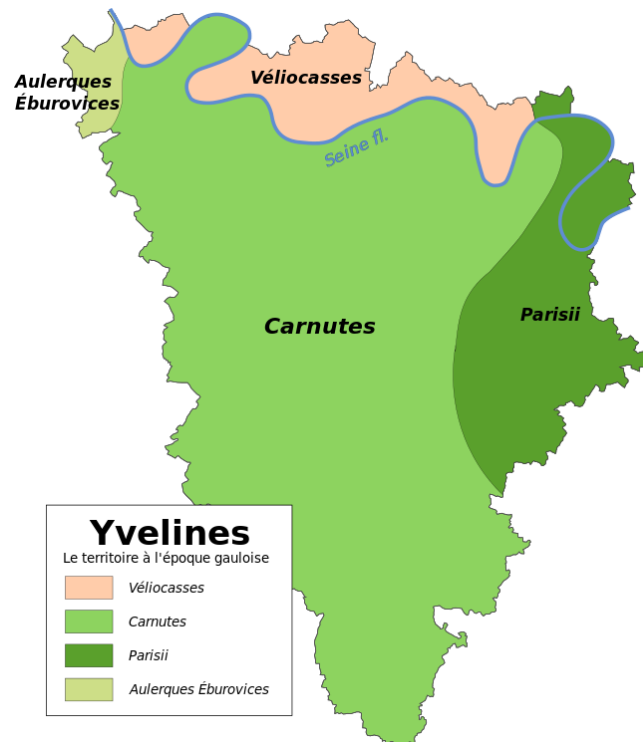 Aulerques
Éburovices
Véliocasses
Seine fl.
Carnutes
Parisii
Yvelines
Le territoire à l'époque gauloise
Véliocasses
Carnutes
Parisii
Aulerques Éburovices